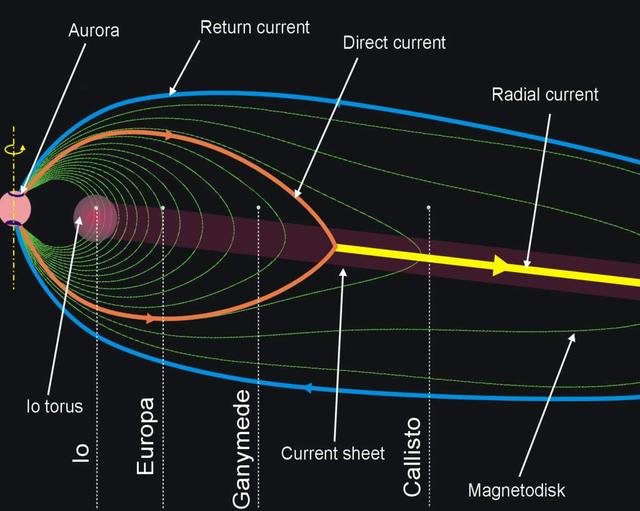 Aurora
Return current
Direct current
Radial current
Io torus
Io
Europa
Ganymede
Current sheet
Callisto
Magnetodisk